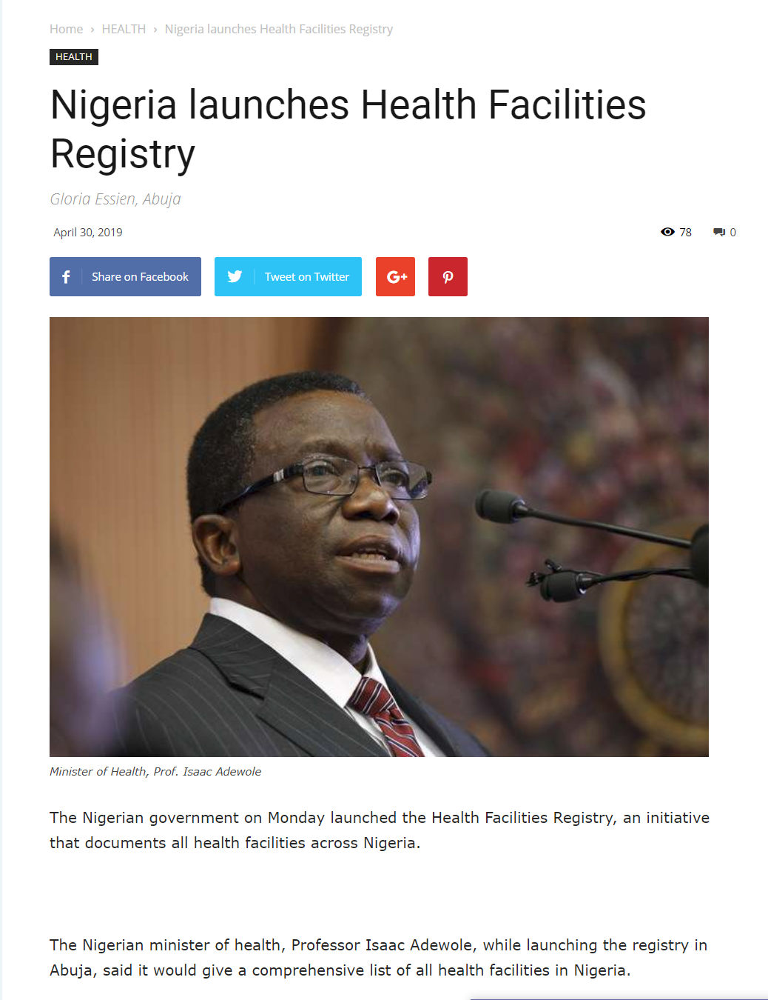 Home › HEALTH › Nigeria launches Health Facilities Registry
HEALTH
Nigeria launches Health Facilities
Registry
Gloria Essien, Abuja
April 30, 2019 78 0
f Share on Facebook Tweet on Twitter G+
Minister of Health, Prof. Isaac Adewole
The Nigerian government on Monday launched the Health Facilities Registry, an initiative
that documents all health facilities across Nigeria.
The Nigerian minister of health, Professor Isaac Adewole, while launching the registry in
Abuja, said it would give a comprehensive list of all health facilities in Nigeria.